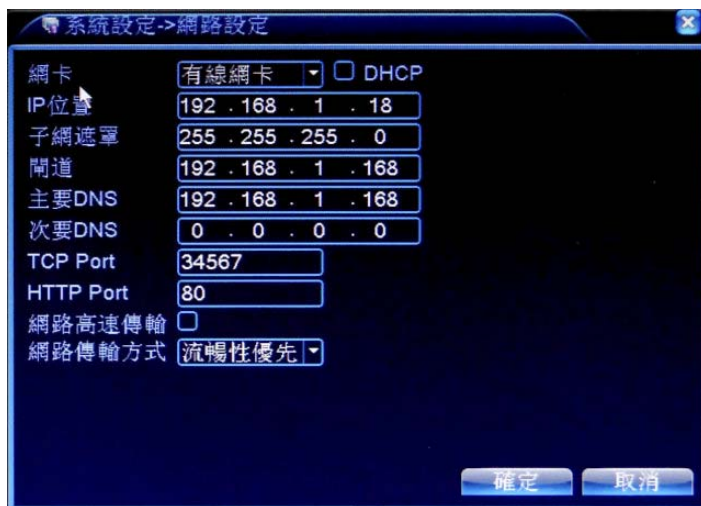 系統設定->網路設定
網卡 有線網卡 DHCP
IP位置 192 . 168 . 1 . 18
子網遮罩 255 . 255 . 255 . 0
閘道 192 . 168 . 1 . 168
主要DNS 192 . 168 . 1 . 168
次要DNS 0 . 0 . 0 . 0
TCP Port 34567
HTTP Port 80
網路高速傳輸
網路傳輸方式 流暢性優先
確定 取消